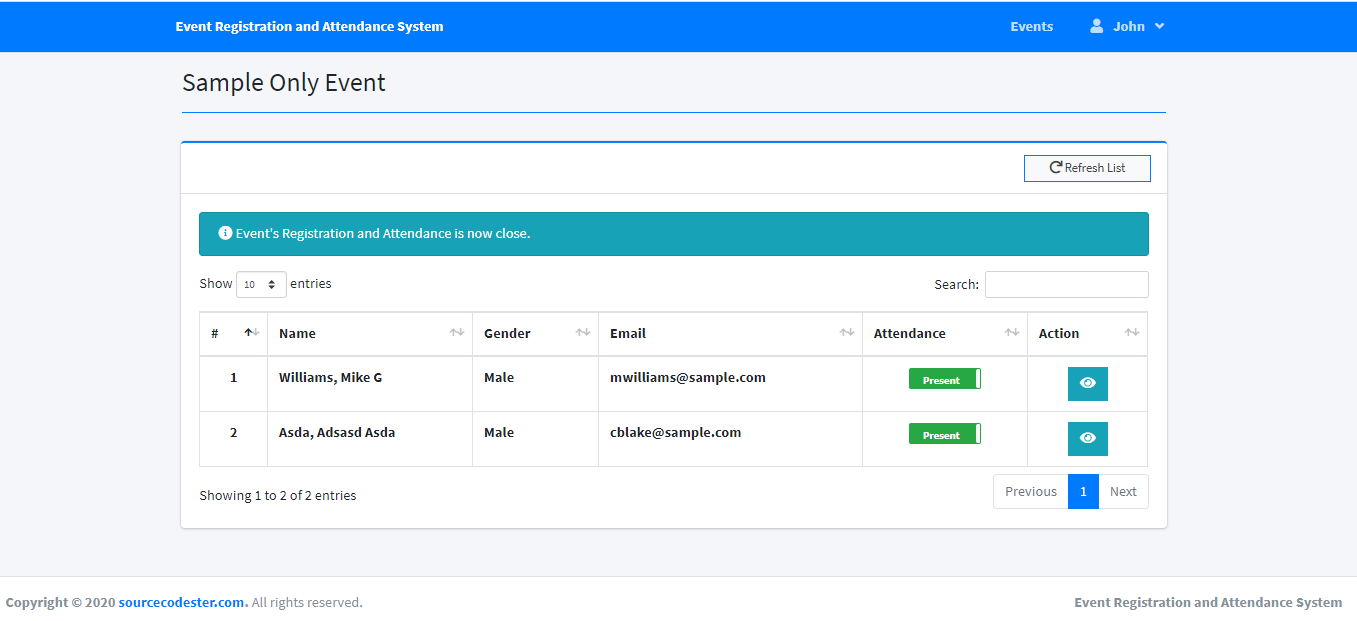 Event Registration and Attendance System Events John
Sample Only Event
Refresh List
Event's Registration and Attendance is now close.
Show 10 entries Search:
# Name Gender Email Attendance Action
1 Williams, Mike G Male mwilliams@sample.com Present
2 Asda, Adsasd Asda Male cblake@sample.com Present
Showing 1 to 2 of 2 entries Previous 1 Next
Copyright © 2020 sourcecodester.com. All rights reserved. Event Registration and Attendance System